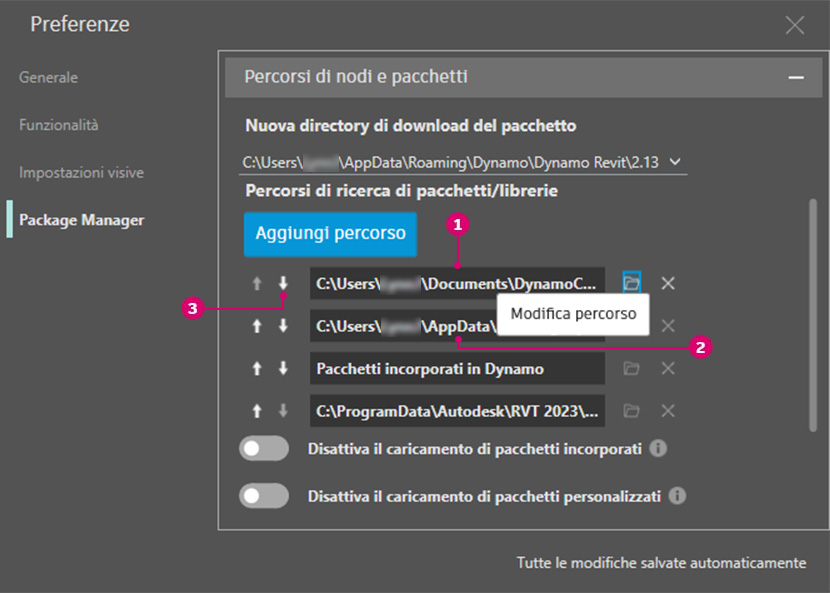 Preferenze
Generale
Funzionalità
Impostazioni visive
Package Manager
Percorsi di nodi e pacchetti
Nuova directory di download del pacchetto
C:\Users\ \AppData\Roaming\Dynamo\Dynamo Revit\2.13
Percorsi di ricerca di pacchetti/librerie
Aggiungi percorso
1
C:\Users\ \Documents\DynamoC...
Modifica percorso
3
C:\Users\ \AppData\
2
Pacchetti incorporati in Dynamo
C:\ProgramData\Autodesk\RVT 2023\...
Disattiva il caricamento di pacchetti incorporati
Disattiva il caricamento di pacchetti personalizzati
Tutte le modifiche salvate automaticamente